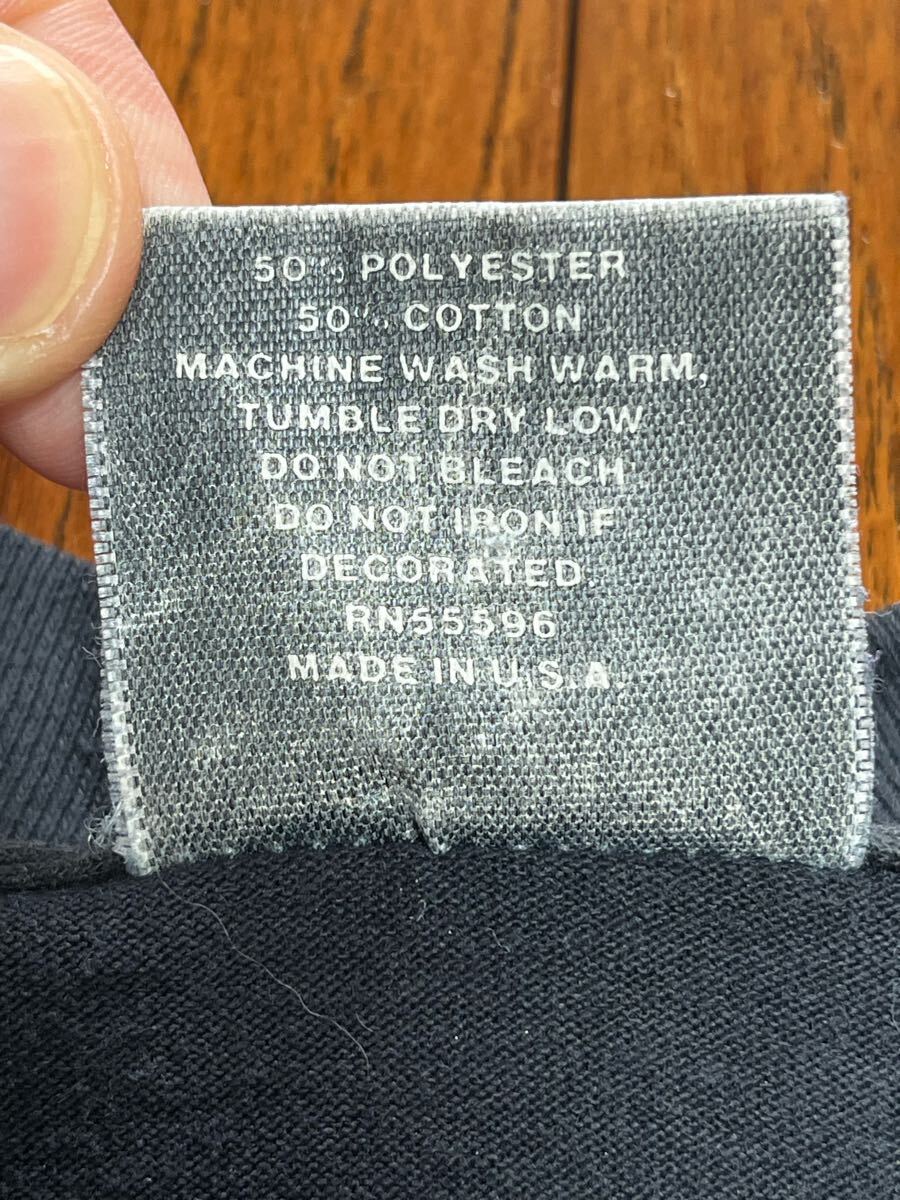 50% POLYESTER
50% COTTON
MACHINE WASH WARM,
TUMBLE DRY LOW
DO NOT BLEACH
DO NOT IRON IF
DECORATED
RN55596
MADE IN U.S.A.